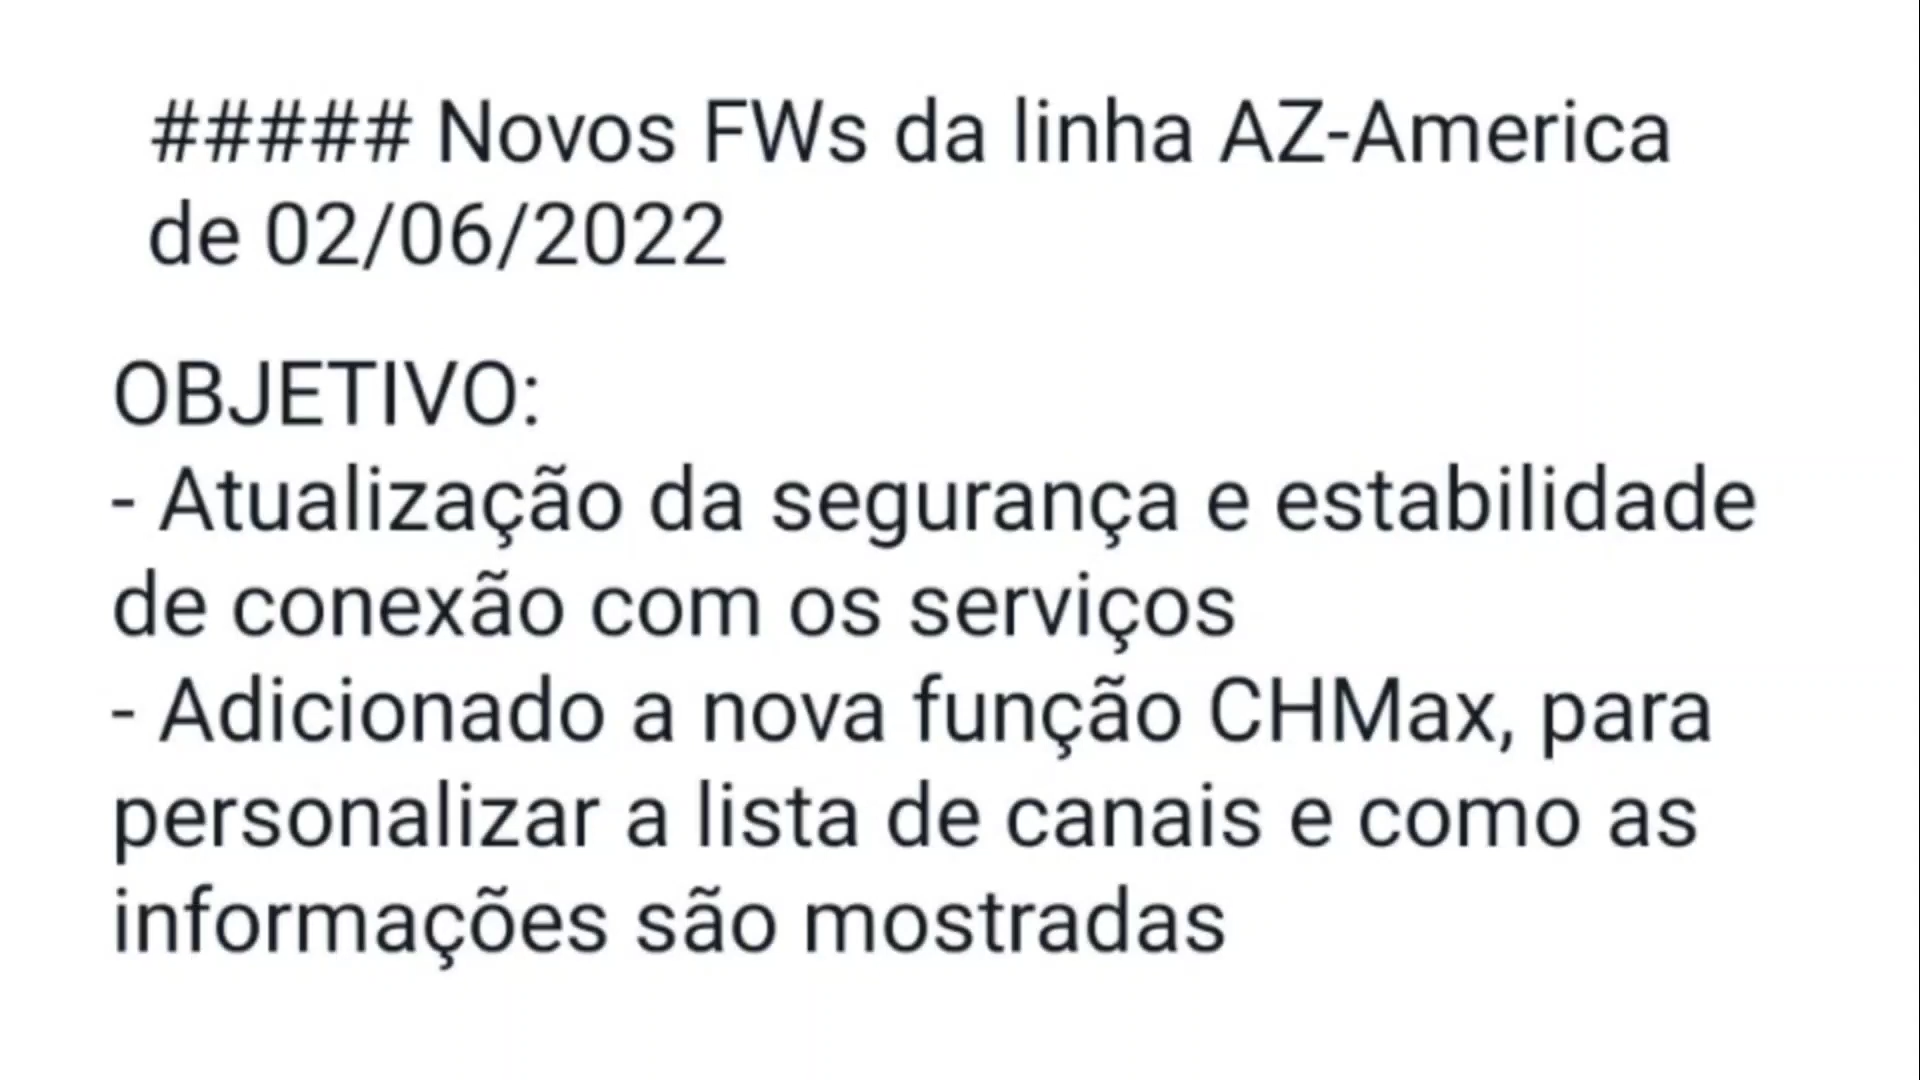 ##### Novos FWs da linha AZ-America
de 02/06/2022
OBJETIVO:
- Atualização da segurança e estabilidade
de conexão com os serviços
- Adicionado a nova função CHMax, para
personalizar a lista de canais e como as
informações são mostradas